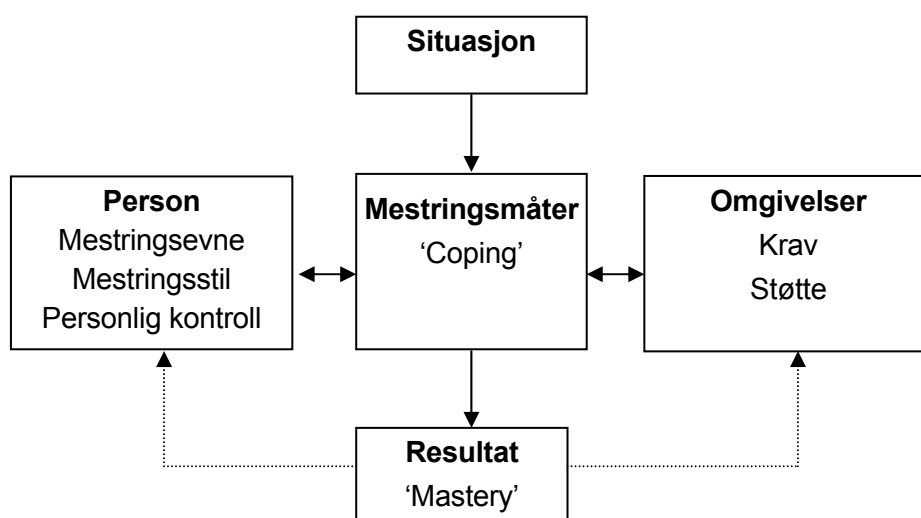 Situasjon
Person
Mestringsevne
Mestringsstil
Personlig kontroll
Mestringsmåter
‘Coping’
Omgivelser
Krav
Støtte
Resultat
‘Mastery’